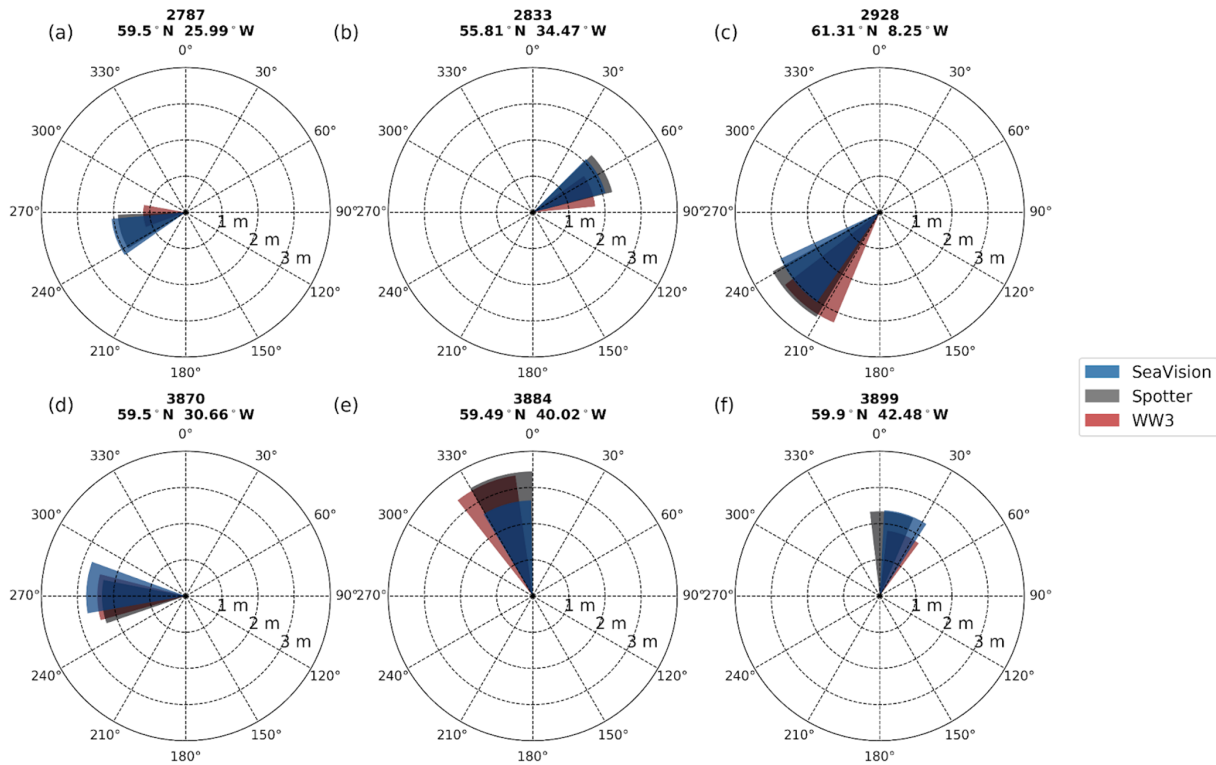 (a)
2787
59.5°N 25.99°W
0°
30°
60°
90°
120°
150°
180°
210°
240°
270°
300°
330°
1 m
2 m
3 m
(b)
2833
55.81°N 34.47°W
0°
30°
60°
90°
120°
150°
180°
210°
240°
270°
300°
330°
1 m
2 m
3 m
(c)
2928
61.31°N 8.25°W
0°
30°
60°
90°
120°
150°
180°
210°
240°
270°
300°
330°
1 m
2 m
3 m
SeaVision
Spotter
WW3
(d)
3870
59.5°N 30.66°W
0°
30°
60°
90°
120°
150°
180°
210°
240°
270°
300°
330°
1 m
2 m
3 m
(e)
3884
59.49°N 40.02°W
0°
30°
60°
90°
120°
150°
180°
210°
240°
270°
300°
330°
1 m
2 m
3 m
(f)
3899
59.9°N 42.48°W
0°
30°
60°
90°
120°
150°
180°
210°
240°
270°
300°
330°
1 m
2 m
3 m